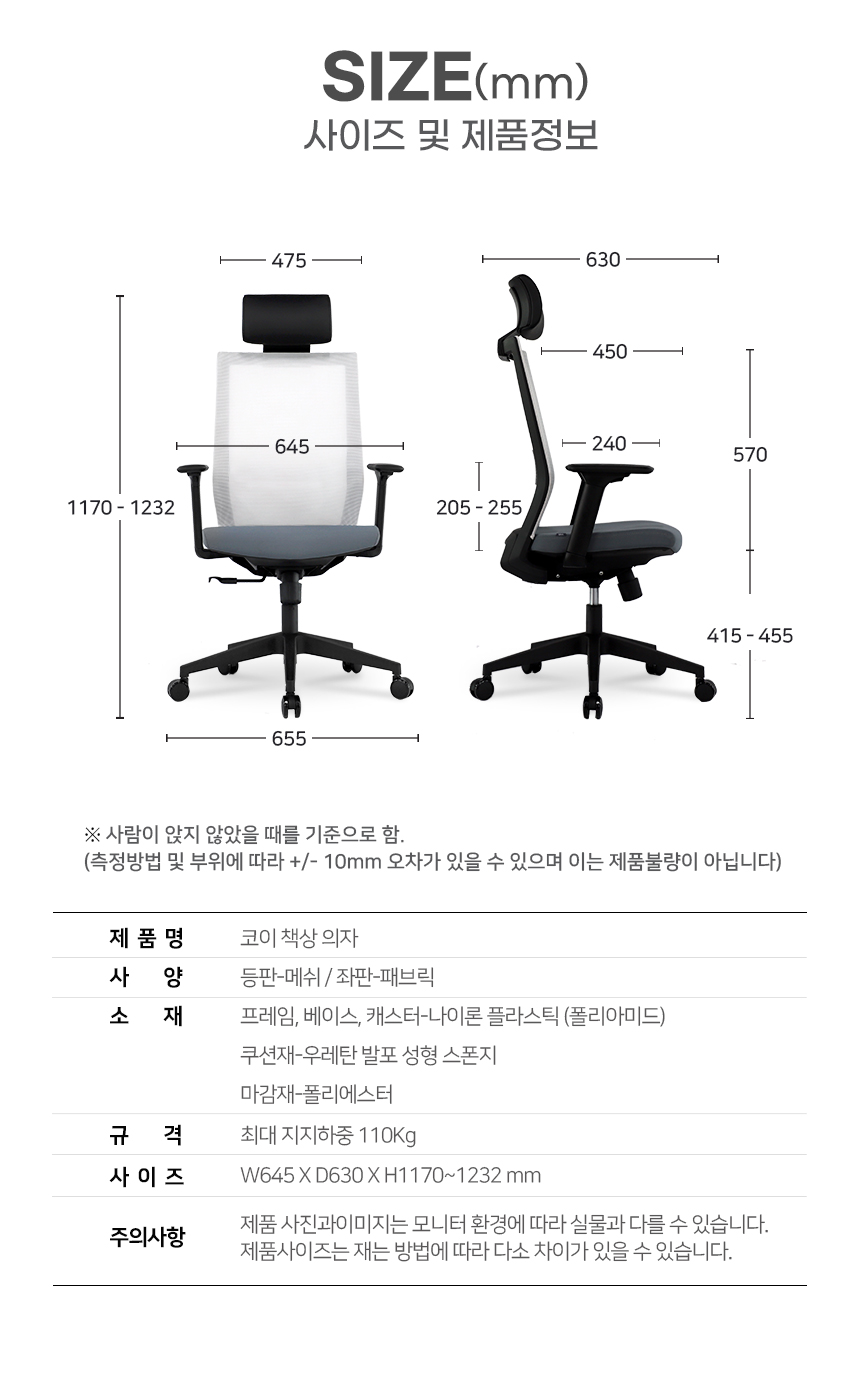 SIZE(mm)
사이즈 및 제품정보
475
630
450
645
240
570
1170 - 1232
205 - 255
415 - 455
655
※ 사람이 앉지 않았을 때를 기준으로 함.
(측정방법 및 부위에 따라 +/- 10mm 오차가 있을 수 있으며 이는 제품불량이 아닙니다)
제 품 명 코이 책상 의자
사 양 등판-메쉬 / 좌판-패브릭
소 재 프레임, 베이스, 캐스터-나이론 플라스틱 (폴리아미드)
쿠션재-우레탄 발포 성형 스폰지
마감재-폴리에스터
규 격 최대 지지하중 110Kg
사 이 즈 W645 X D630 X H1170~1232 mm
주의사항 제품 사진과이미지는 모니터 환경에 따라 실물과 다를 수 있습니다.
제품사이즈는 재는 방법에 따라 다소 차이가 있을 수 있습니다.